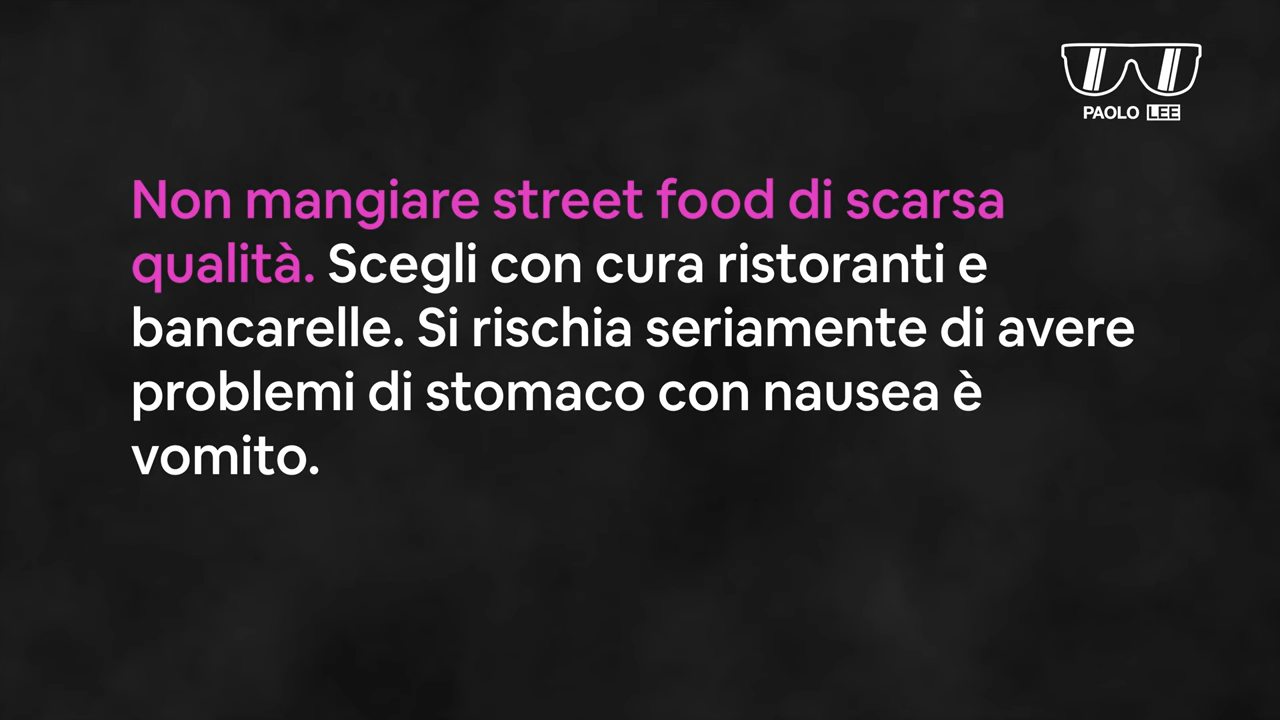 PAOLO LEE
Non mangiare street food di scarsa
qualità. Scegli con cura ristoranti e
bancarelle. Si rischia seriamente di avere
problemi di stomaco con nausea è
vomito.